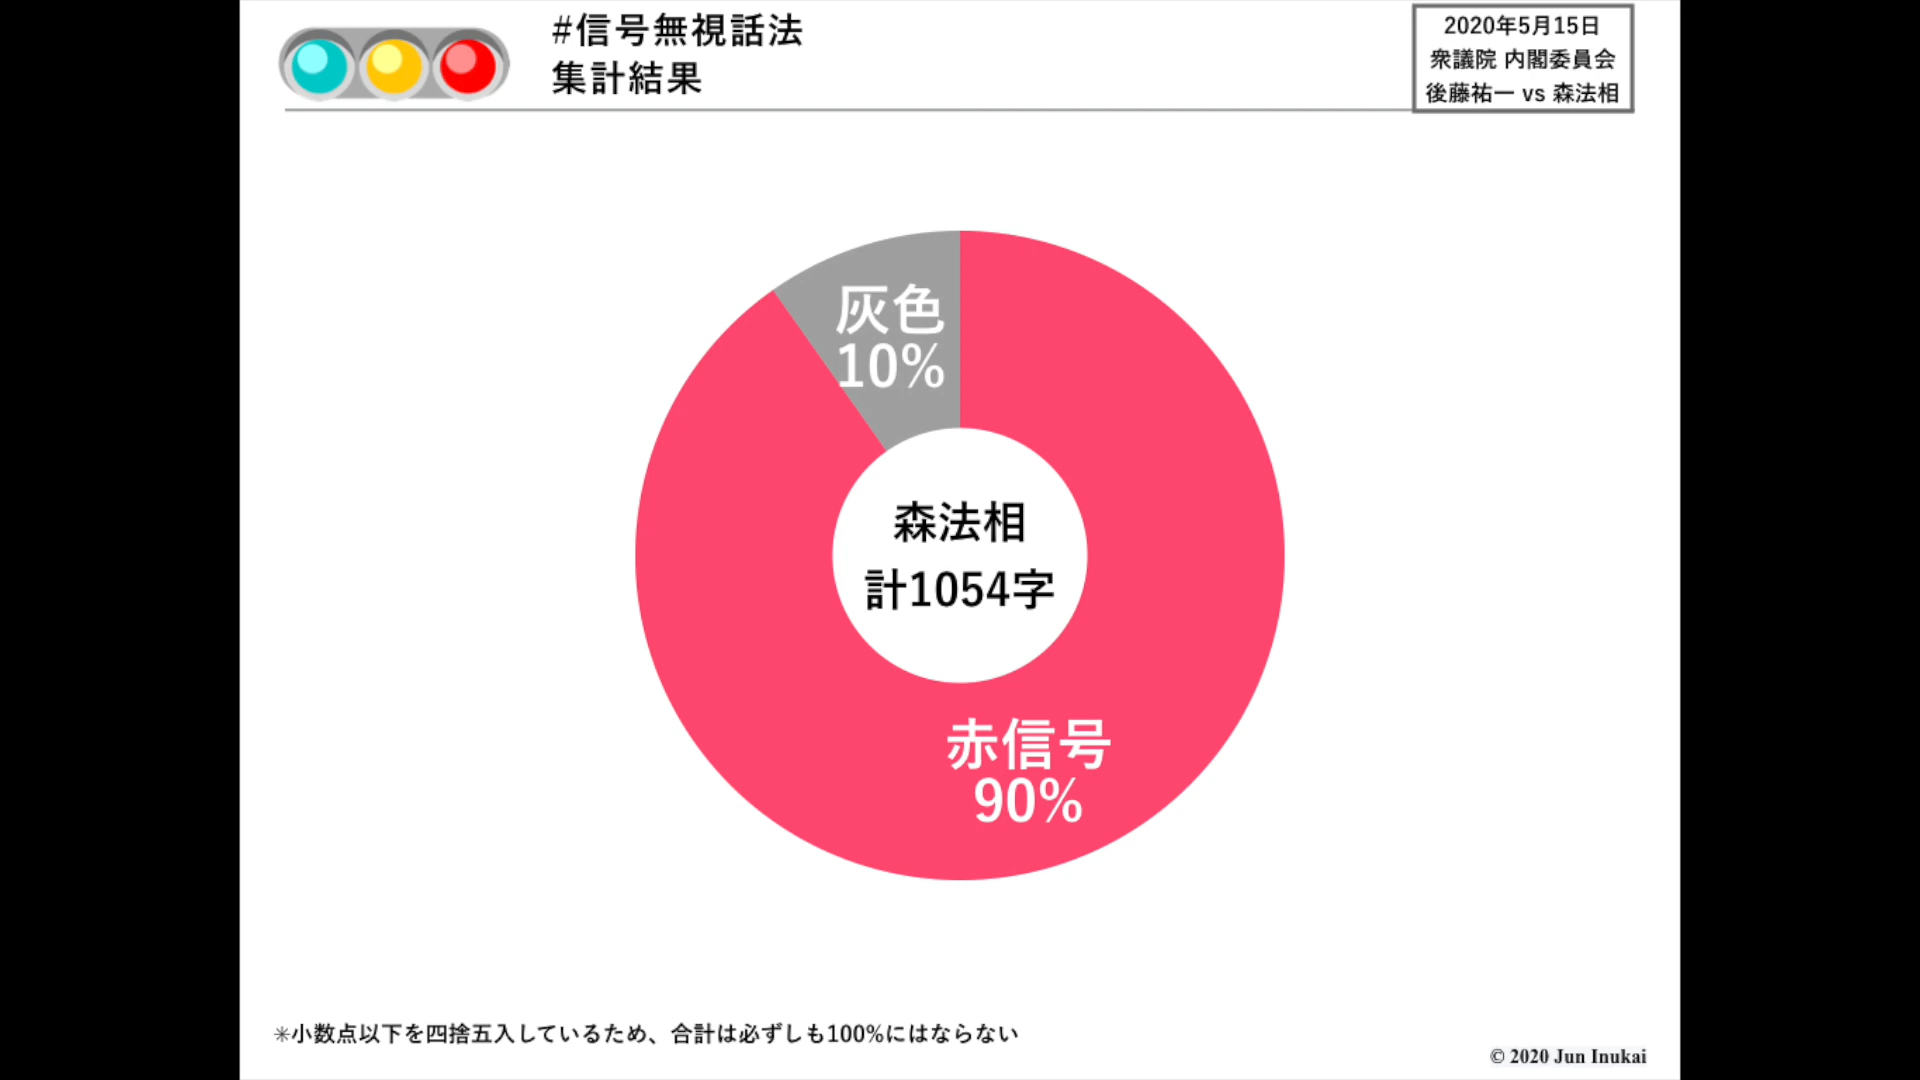 #信号無視話法
集計結果
2020年5月15日
衆議院 内閣委員会
後藤祐一 vs 森法相
灰色
10%
森法相
計1054字
赤信号
90%
✳︎小数点以下を四捨五入しているため、合計は必ずしも100%にはならない
© 2020 Jun Inukai